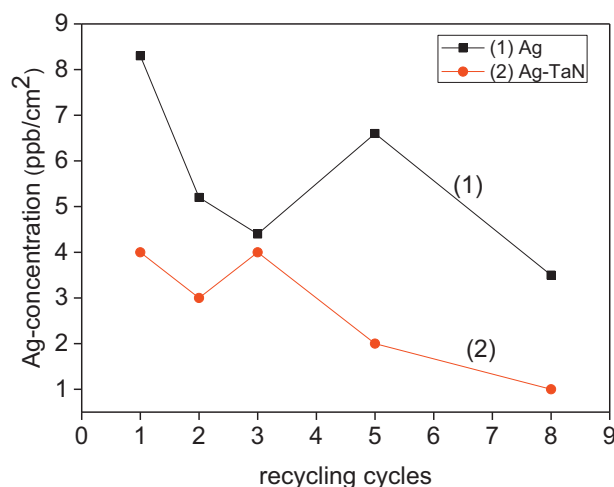 9
8
7
6
5
4
3
2
1
Ag-concentration (ppb/cm²)
(1) Ag
(2) Ag-TaN
(1)
(2)
0 1 2 3 4 5 6 7 8 9
recycling cycles